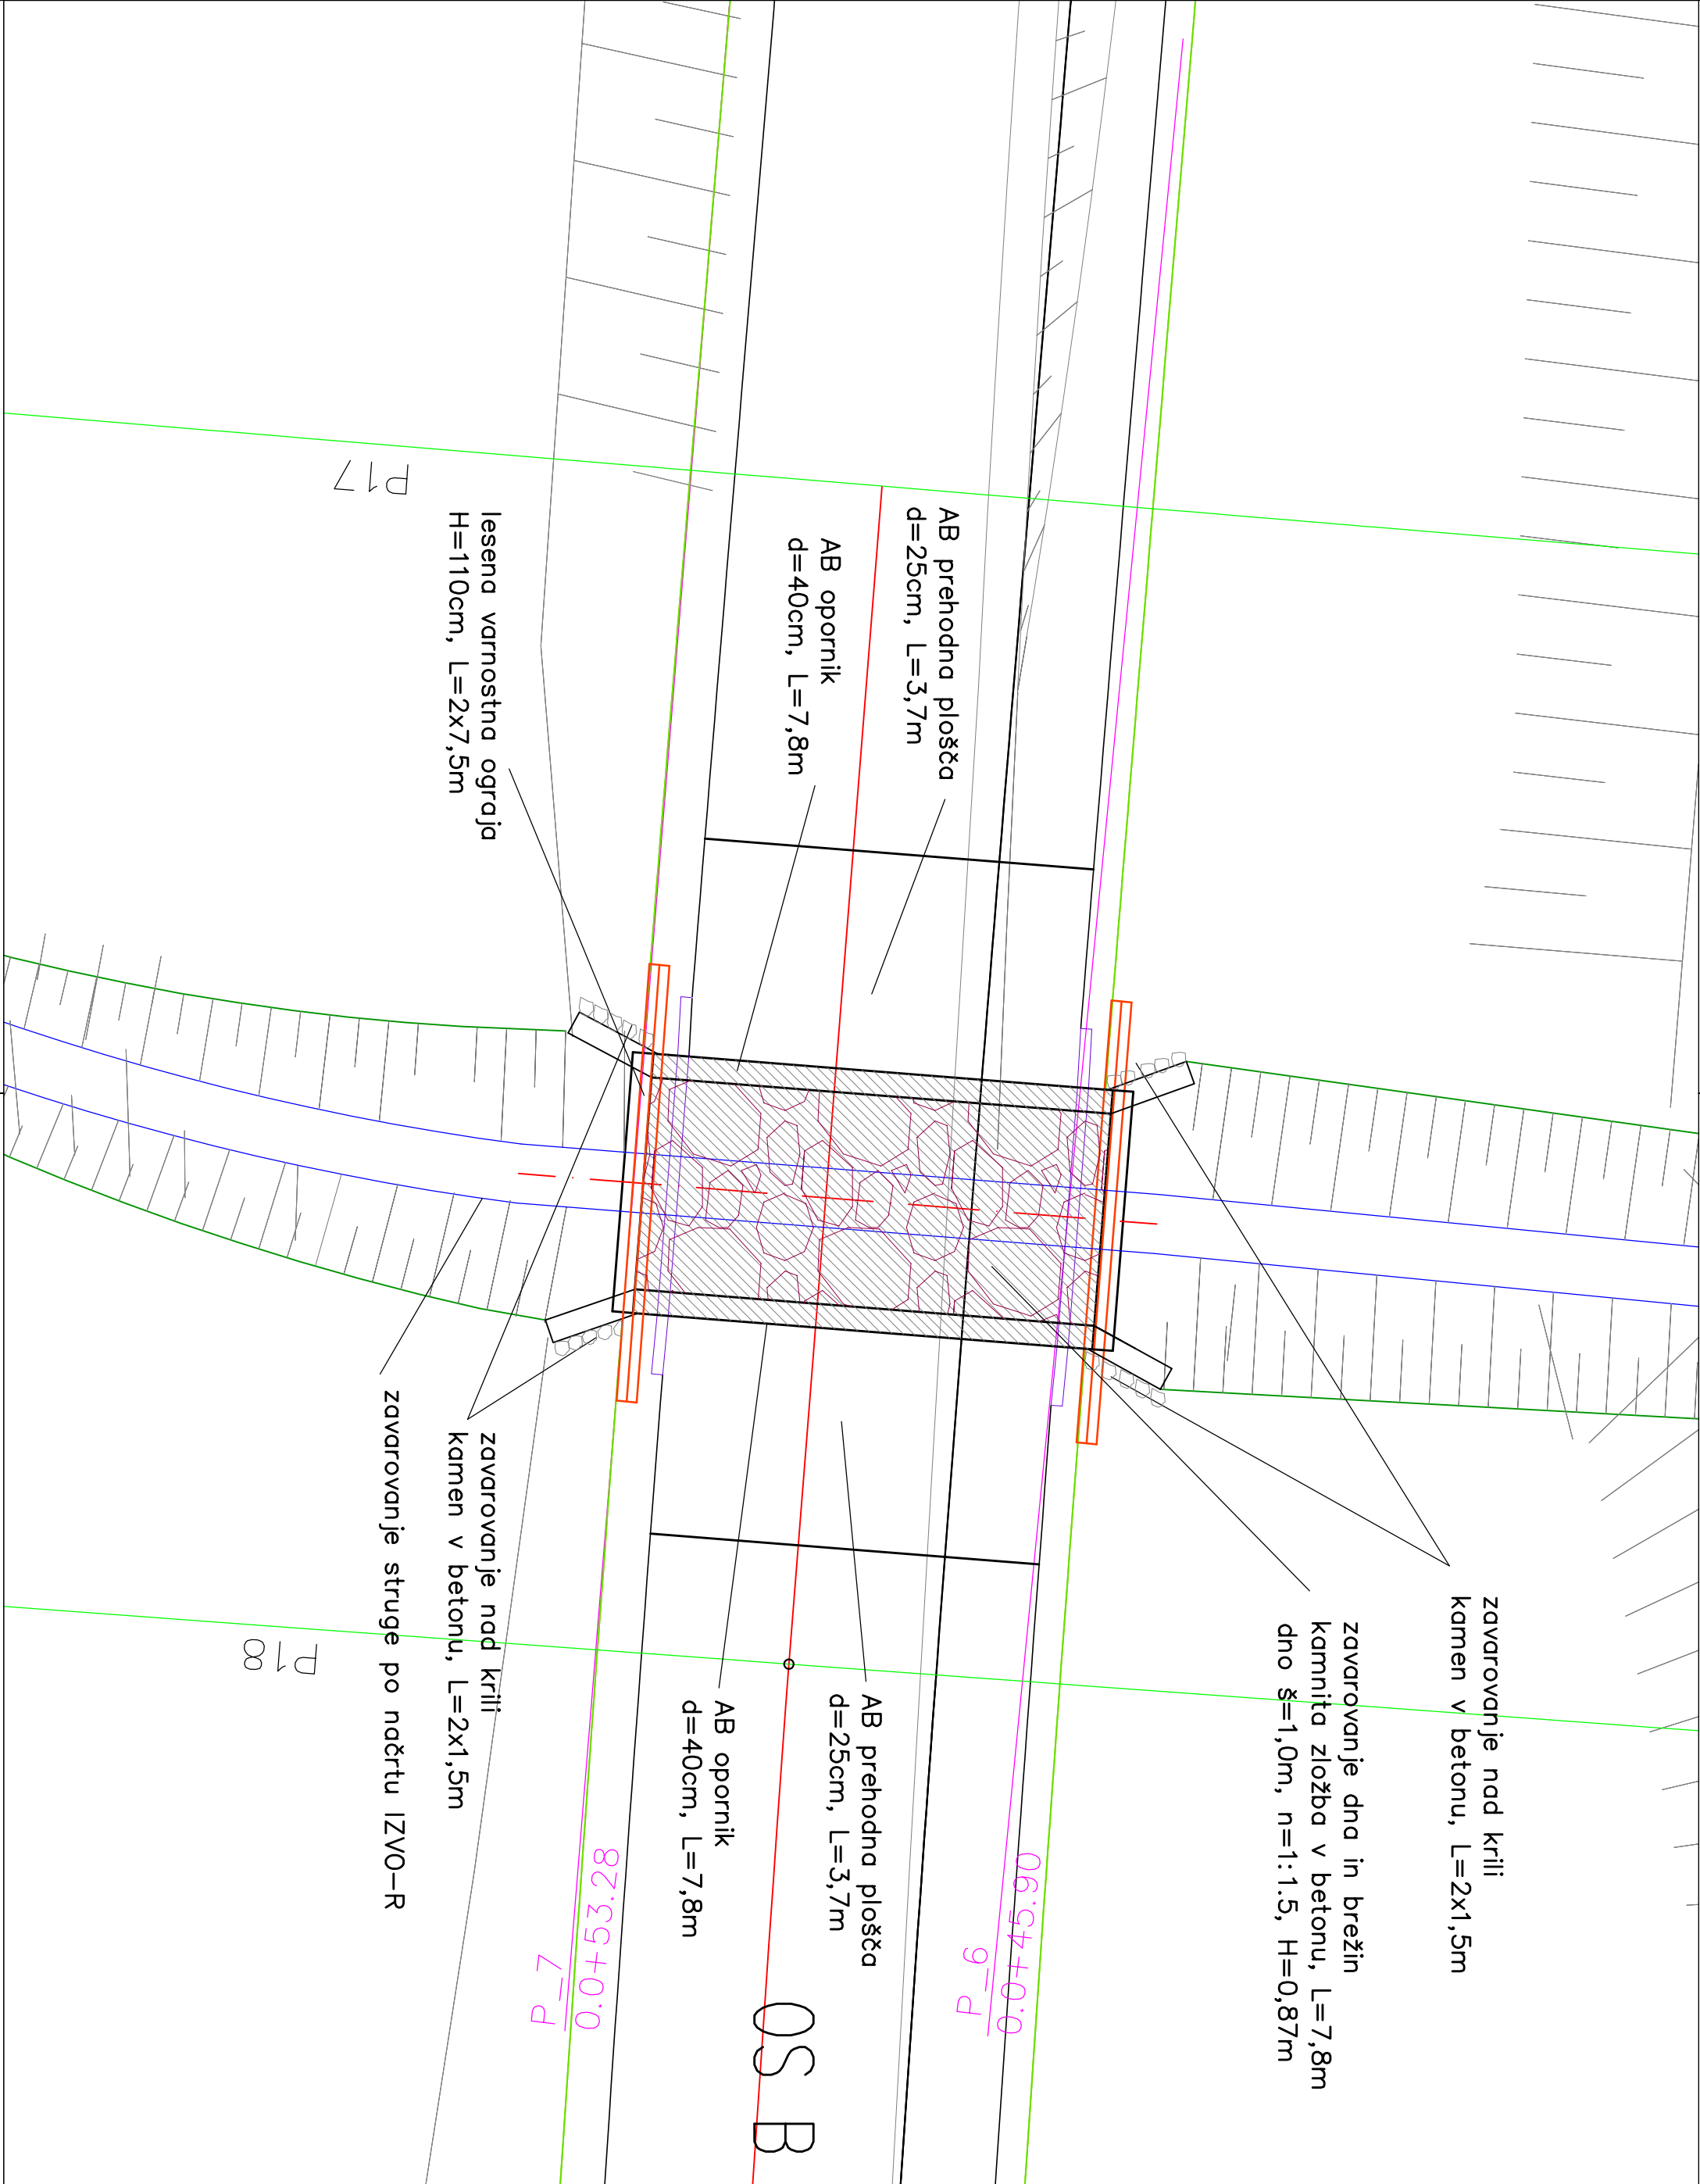 P17
lesena varnostna ograja
H=110cm, L=2x7,5m
AB opornik
d=40cm, L=7,8m
AB prehodna plošča
d=25cm, L=3,7m
zavarovanje nad krili
kamen v betonu, L=2x1,5m
zavarovanje dna in brežin
kamnita zložba v betonu, L=7,8m
dno š=1,0m, n=1:1.5, H=0,87m
AB prehodna plošča
d=25cm, L=3,7m
AB opornik
d=40cm, L=7,8m
zavarovanje nad krili
kamen v betonu, L=2x1,5m
zavarovanje struge po načrtu IZVO-R
P18
P_6
0.0+45.90
P_7
0.0+53.28
OS B